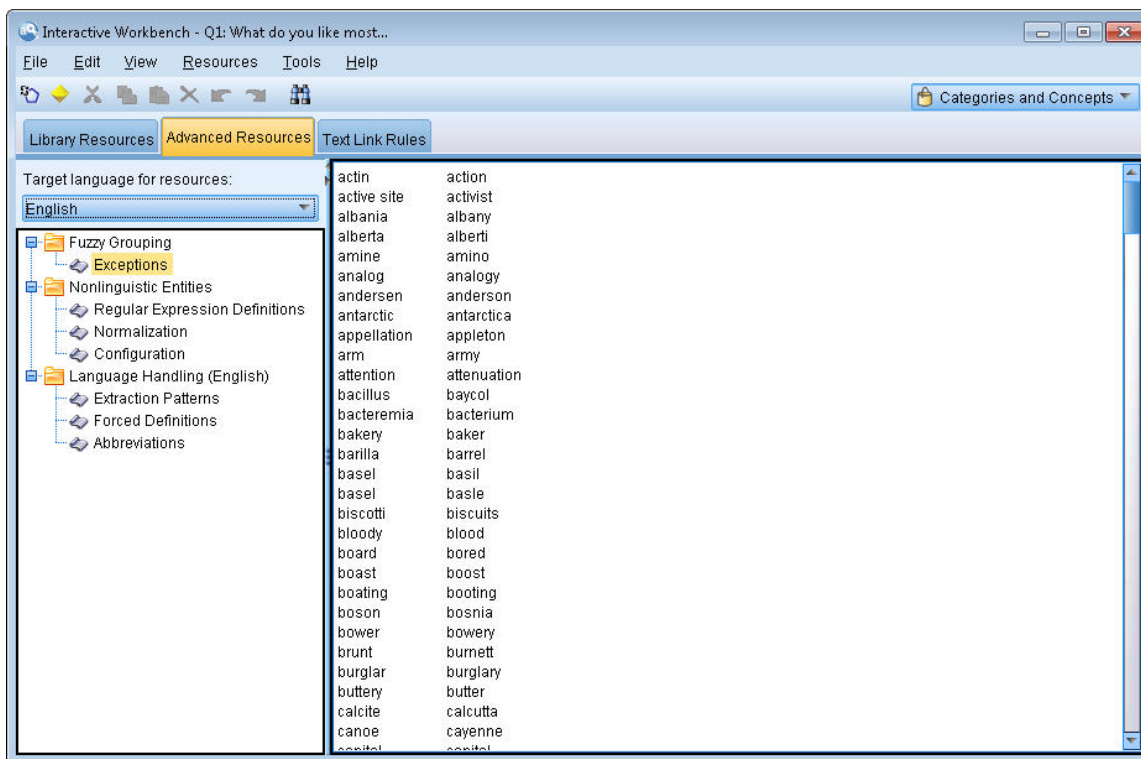 Interactive Workbench - Q1: What do you like most...
File Edit View Resources Tools Help
Categories and Concepts
Library Resources Advanced Resources Text Link Rules
Target language for resources:
English
Fuzzy Grouping
Exceptions
Nonlinguistic Entities
Regular Expression Definitions
Normalization
Configuration
Language Handling (English)
Extraction Patterns
Forced Definitions
Abbreviations
actin action
active site activist
albania albany
alberta alberti
amine amino
analog analogy
andersen anderson
antarctic antarctica
appellation appleton
arm army
attention attenuation
bacillus baycol
bacteremia bacterium
bakery baker
barilla barrel
basel basil
basel basle
biscotti biscuits
bloody blood
board bored
boast boost
boating booting
boson bosnia
bower bowery
brunt burnett
burglar burglary
buttery butter
calcite calcutta
canoe cayenne